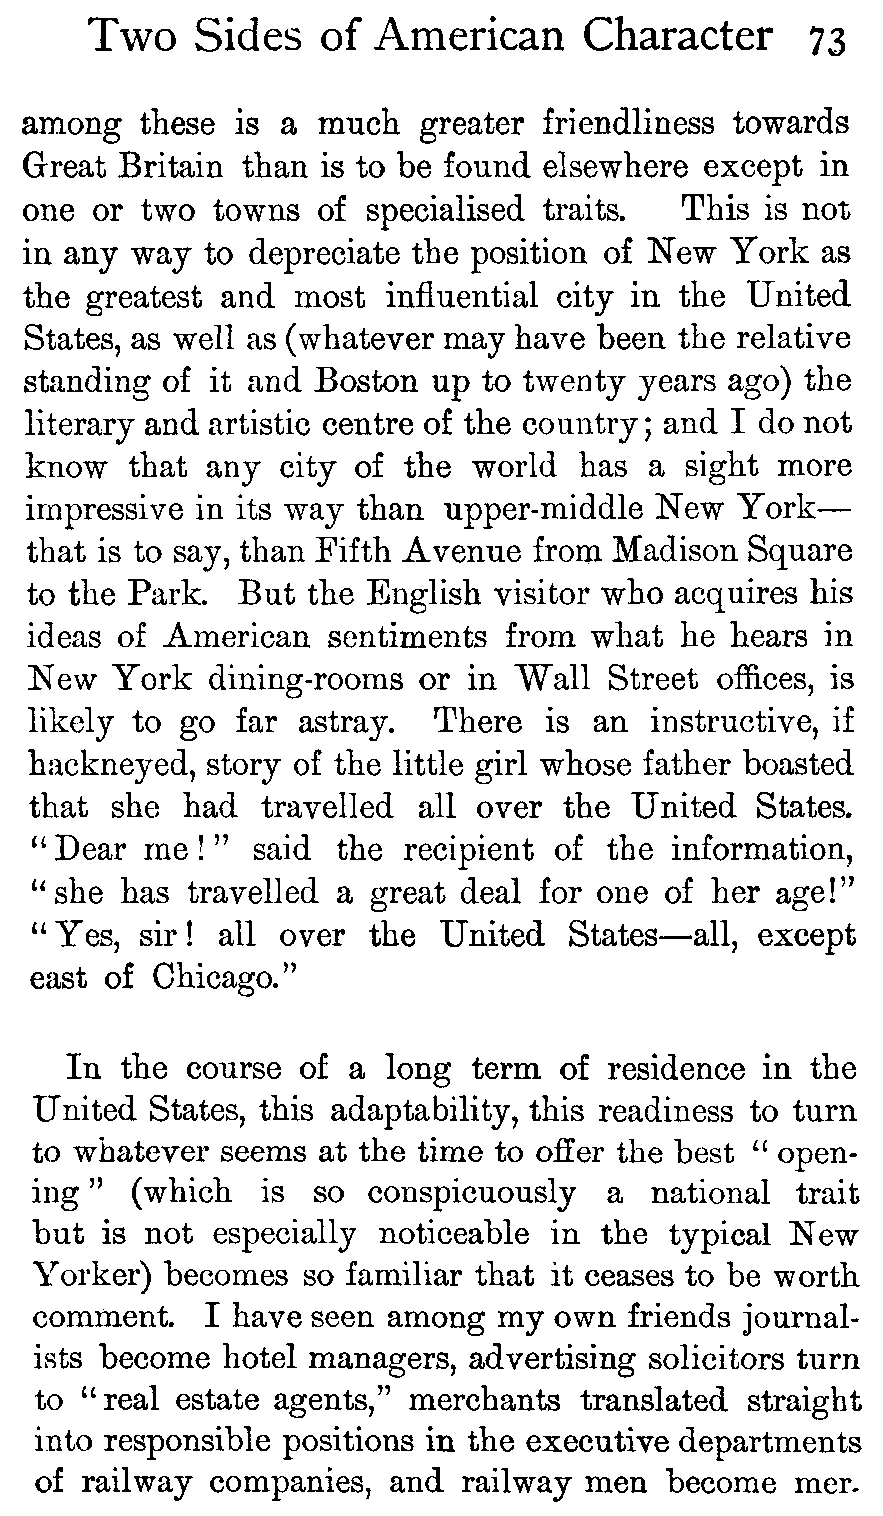 Two Sides of American Character 73
among these is a much greater friendliness towards
Great Britain than is to be found elsewhere except in
one or two towns of specialised traits. This is not
in any way to depreciate the position of New York as
the greatest and most influential city in the United
States, as well as (whatever may have been the relative
standing of it and Boston up to twenty years ago) the
literary and artistic centre of the country; and I do not
know that any city of the world has a sight more
impressive in its way than upper-middle New York—
that is to say, than Fifth Avenue from Madison Square
to the Park. But the English visitor who acquires his
ideas of American sentiments from what he hears in
New York dining-rooms or in Wall Street offices, is
likely to go far astray. There is an instructive, if
hackneyed, story of the little girl whose father boasted
that she had travelled all over the United States.
“Dear me!” said the recipient of the information,
“she has travelled a great deal for one of her age!”
“Yes, sir! all over the United States—all, except
east of Chicago.”
In the course of a long term of residence in the
United States, this adaptability, this readiness to turn
to whatever seems at the time to offer the best “open-
ing” (which is so conspicuously a national trait
but is not especially noticeable in the typical New
Yorker) becomes so familiar that it ceases to be worth
comment. I have seen among my own friends journal-
ists become hotel managers, advertising solicitors turn
to “real estate agents,” merchants translated straight
into responsible positions in the executive departments
of railway companies, and railway men become mer-